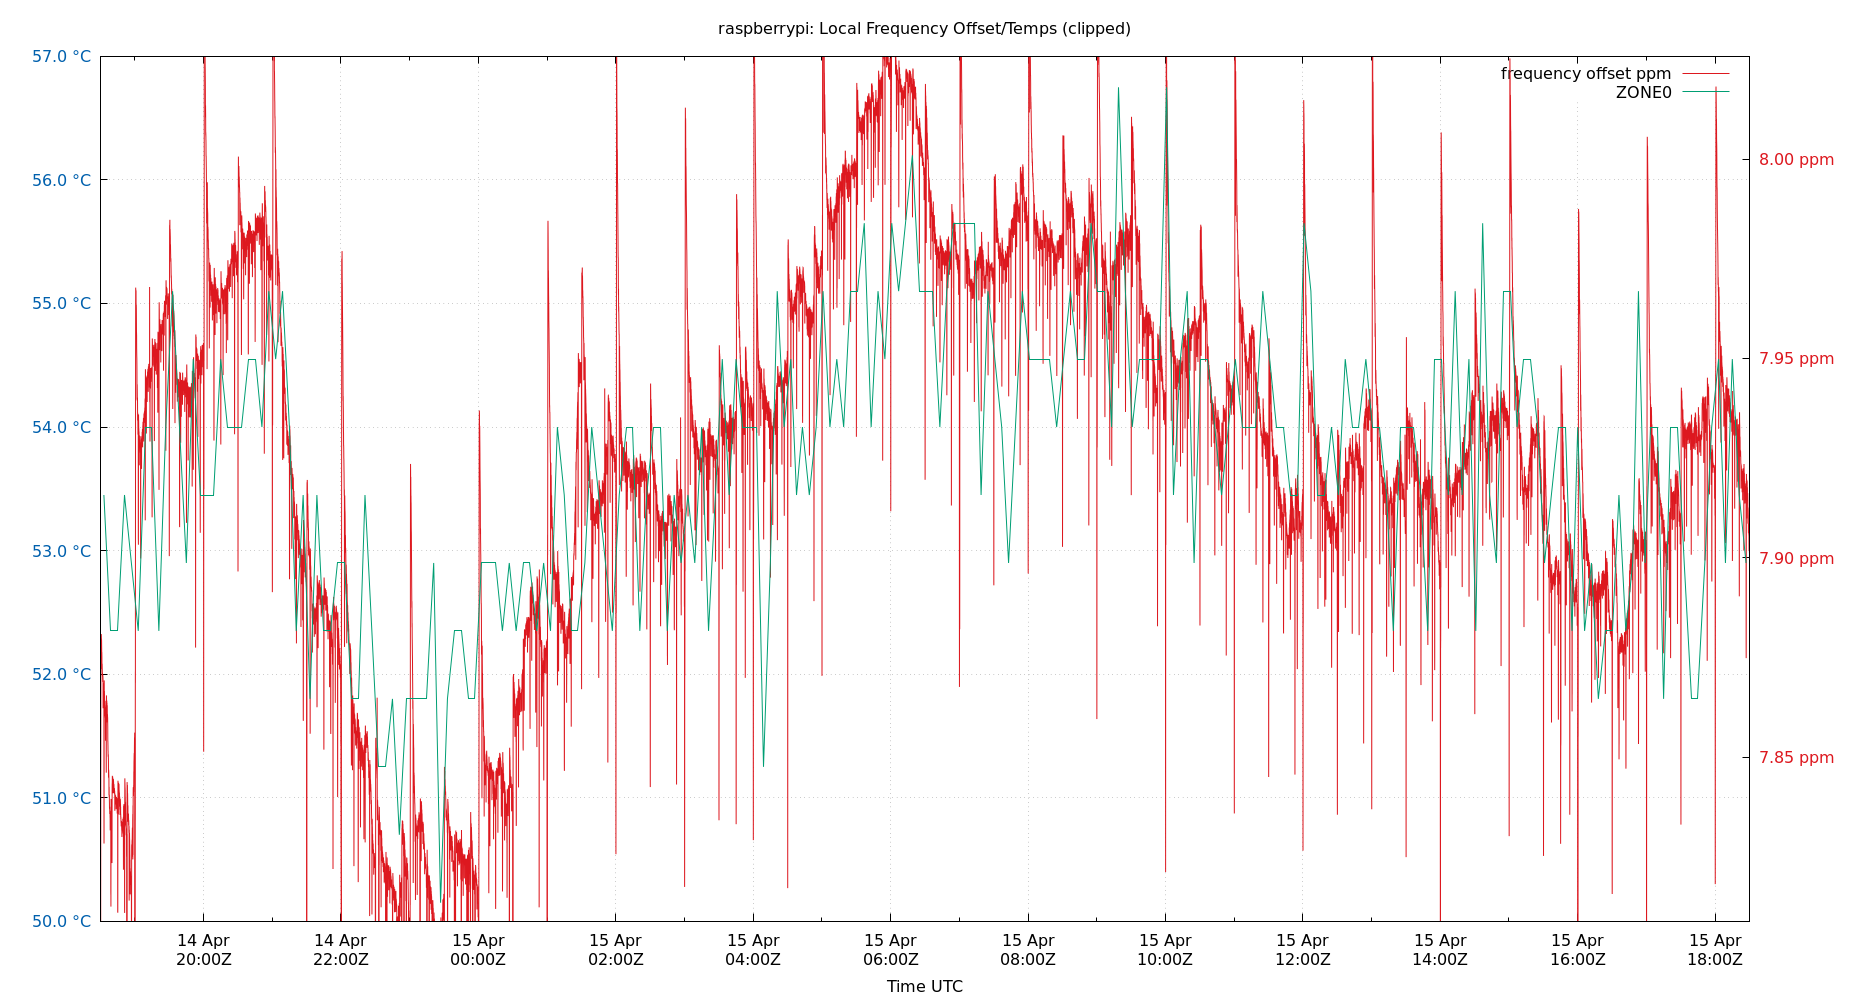 raspberrypi: Local Frequency Offset/Temps (clipped)
57.0 °C
56.0 °C
55.0 °C
54.0 °C
53.0 °C
52.0 °C
51.0 °C
50.0 °C
frequency offset ppm
ZONE0
8.00 ppm
7.95 ppm
7.90 ppm
7.85 ppm
14 Apr
20:00Z
14 Apr
22:00Z
15 Apr
00:00Z
15 Apr
02:00Z
15 Apr
04:00Z
15 Apr
06:00Z
15 Apr
08:00Z
15 Apr
10:00Z
15 Apr
12:00Z
15 Apr
14:00Z
15 Apr
16:00Z
15 Apr
18:00Z
Time UTC